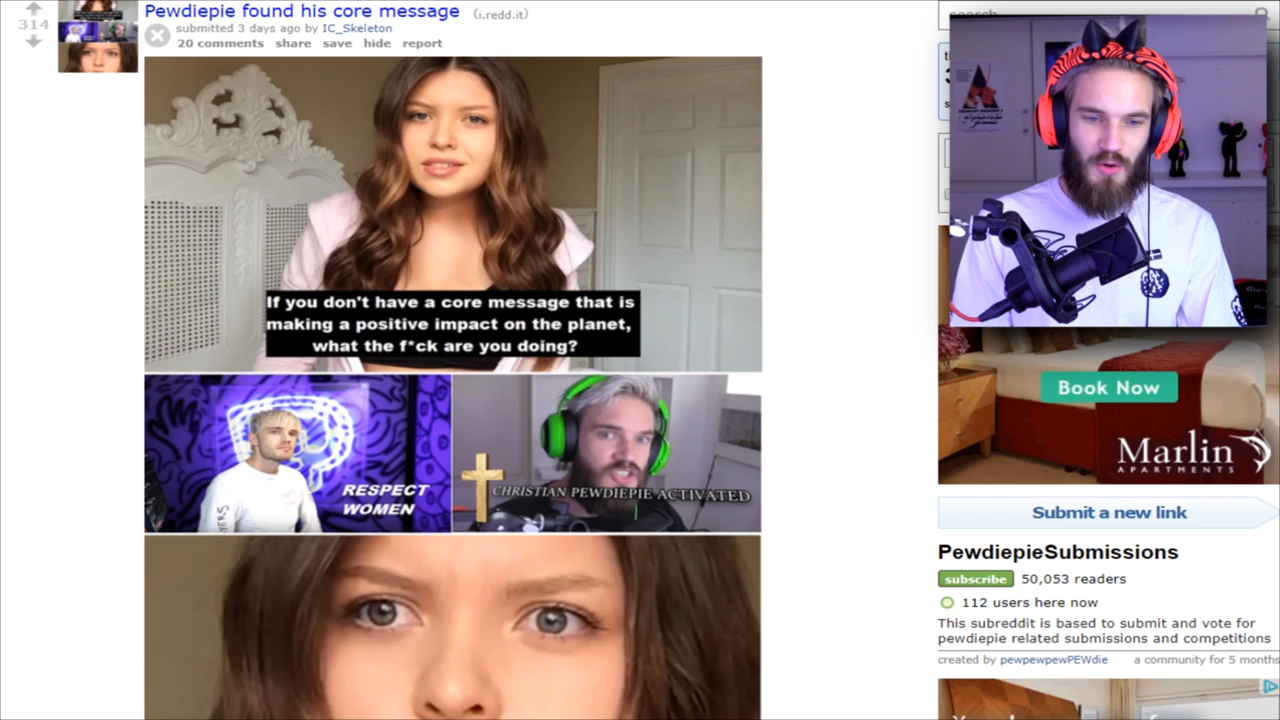 314
Pewdiepie found his core message (i.redd.it)
submitted 3 days ago by IC_Skeleton
20 comments share save hide report
If you don't have a core message that is
making a positive impact on the planet,
what the f*ck are you doing?
RESPECT
WOMEN
CHRISTIAN PEWDIEPIE ACTIVATED
search
Book Now
Marlin
APARTMENTS
Submit a new link
PewdiepieSubmissions
subscribe 50,053 readers
112 users here now
This subreddit is based to submit and vote for
pewdiepie related submissions and competitions
created by pewpewpewPEWdie a community for 5 months